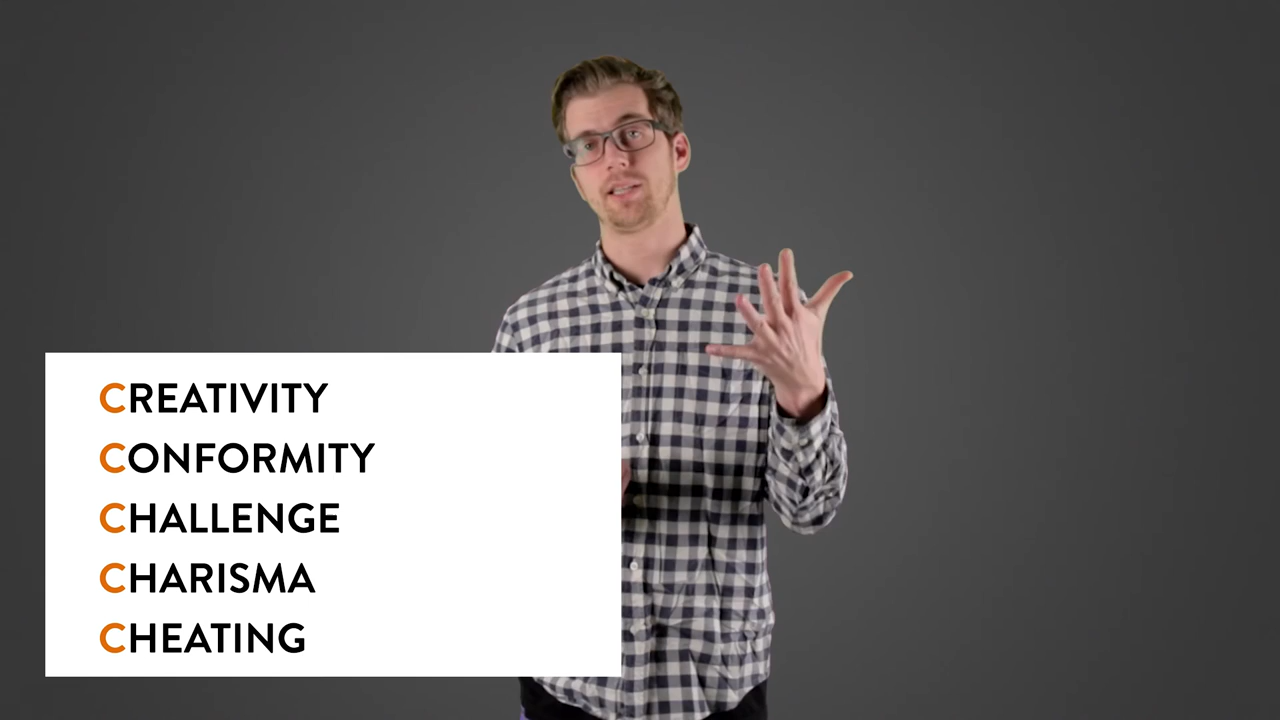 CREATIVITY
CONFORMITY
CHALLENGE
CHARISMA
CHEATING